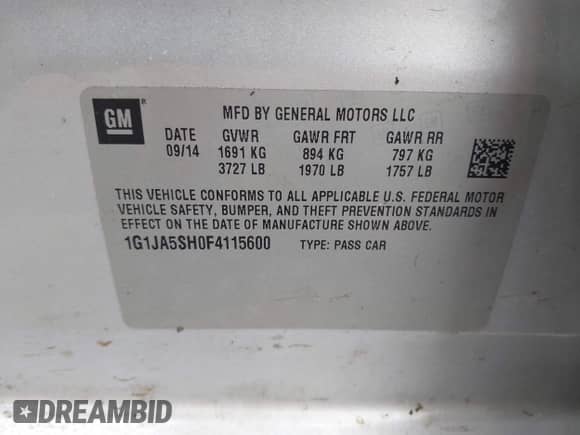 GM
MFD BY GENERAL MOTORS LLC
DATE GVWR GAWR FRT GAWR RR
09/14 1691 KG 894 KG 797 KG
3727 LB 1970 LB 1757 LB
THIS VEHICLE CONFORMS TO ALL APPLICABLE U.S. FEDERAL MOTOR
VEHICLE SAFETY, BUMPER, AND THEFT PREVENTION STANDARDS IN
EFFECT ON THE DATE OF MANUFACTURE SHOWN ABOVE.
1G1JA5SH0F4115600 TYPE: PASS CAR
DREAMBID